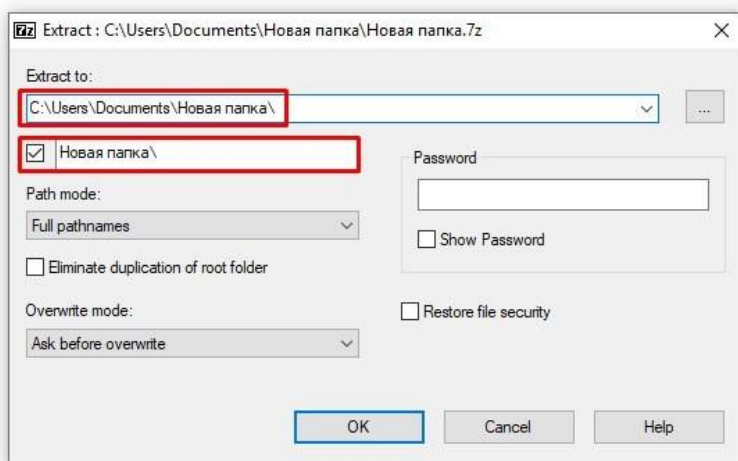 7z Extract : C:\Users\Documents\Новая папка\Новая папка.7z
Extract to:
C:\Users\Documents\Новая папка\
...
Новая папка\
Password
Path mode:
Full pathnames
Show Password
Eliminate duplication of root folder
Overwrite mode:
Restore file security
Ask before overwrite
OK
Cancel
Help